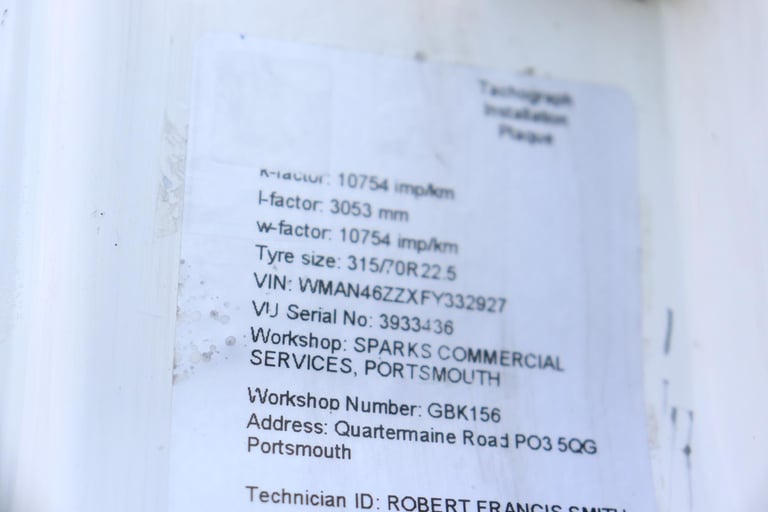 Tachograph
Installation
Plaque
k-factor: 10754 imp/km
l-factor: 3053 mm
w-factor: 10754 imp/km
Tyre size: 315/70R22.5
VIN: WMAN46ZZXFY332927
VU Serial No: 3933436
Workshop: SPARKS COMMERCIAL
SERVICES, PORTSMOUTH
Workshop Number: GBK156
Address: Quartermaine Road PO3 5QG
Portsmouth
Technician ID: ROBERT FRANCIS SMITH